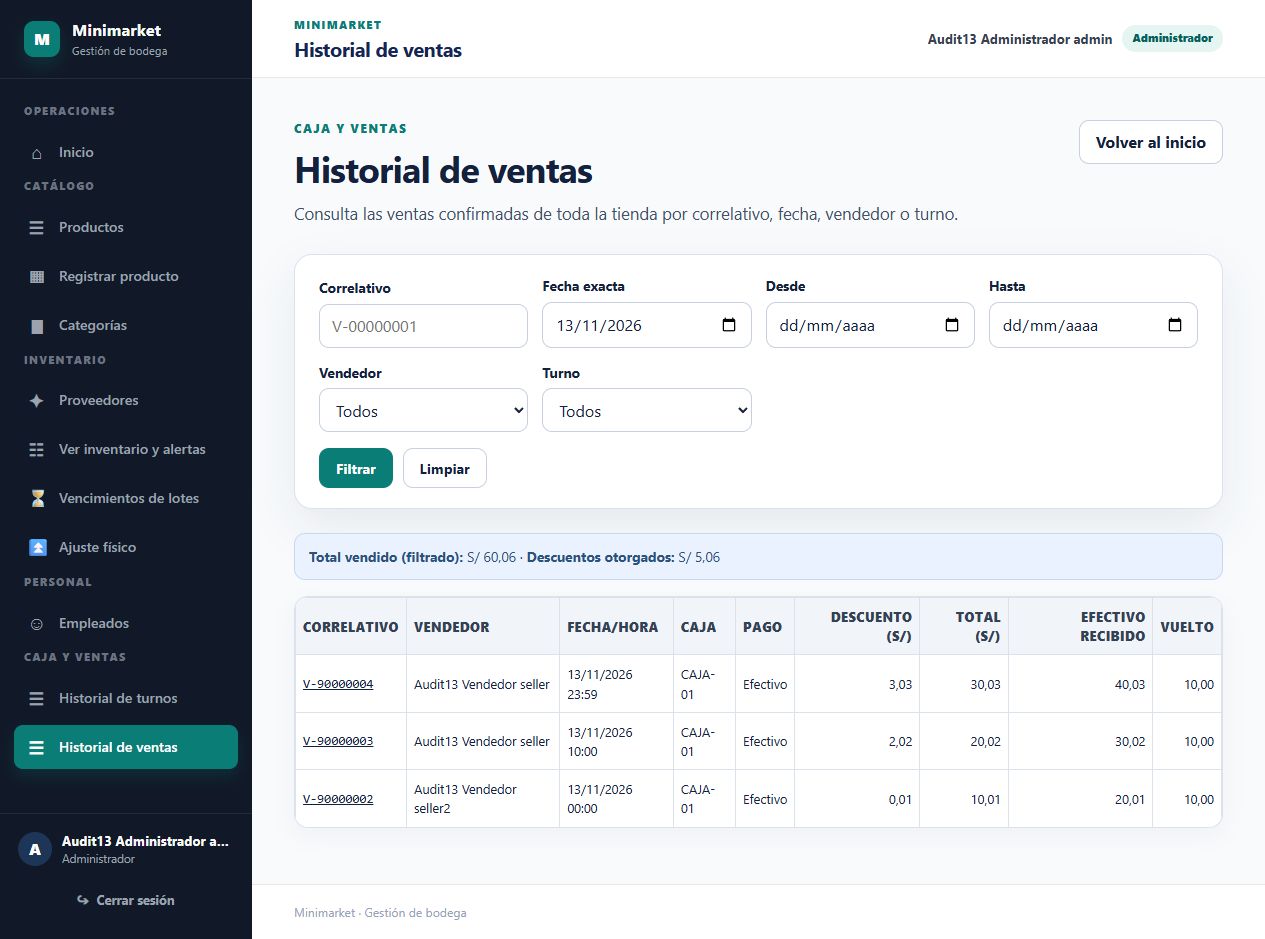 M
Minimarket
Gestión de bodega
OPERACIONES
Inicio
CATÁLOGO
Productos
Registrar producto
Categorías
INVENTARIO
Proveedores
Ver inventario y alertas
Vencimientos de lotes
Ajuste físico
PERSONAL
Empleados
CAJA Y VENTAS
Historial de turnos
Historial de ventas
A
Audit13 Administrador a...
Administrador
Cerrar sesión
MINIMARKET
Historial de ventas
Audit13 Administrador admin
Administrador
CAJA Y VENTAS
Historial de ventas
Consulta las ventas confirmadas de toda la tienda por correlativo, fecha, vendedor o turno.
Volver al inicio
Correlativo Fecha exacta Desde Hasta
V-00000001 13/11/2026 dd/mm/aaaa dd/mm/aaaa
Vendedor Turno
Todos Todos
Filtrar Limpiar
Total vendido (filtrado): S/ 60,06 · Descuentos otorgados: S/ 5,06
CORRELATIVO VENDEDOR FECHA/HORA CAJA PAGO DESCUENTO (S/) TOTAL (S/) EFECTIVO RECIBIDO VUELTO
V-90000004 Audit13 Vendedor seller 13/11/2026 23:59 CAJA-01 Efectivo 3,03 30,03 40,03 10,00
V-90000003 Audit13 Vendedor seller 13/11/2026 10:00 CAJA-01 Efectivo 2,02 20,02 30,02 10,00
V-90000002 Audit13 Vendedor seller2 13/11/2026 00:00 CAJA-01 Efectivo 0,01 10,01 20,01 10,00
Minimarket · Gestión de bodega